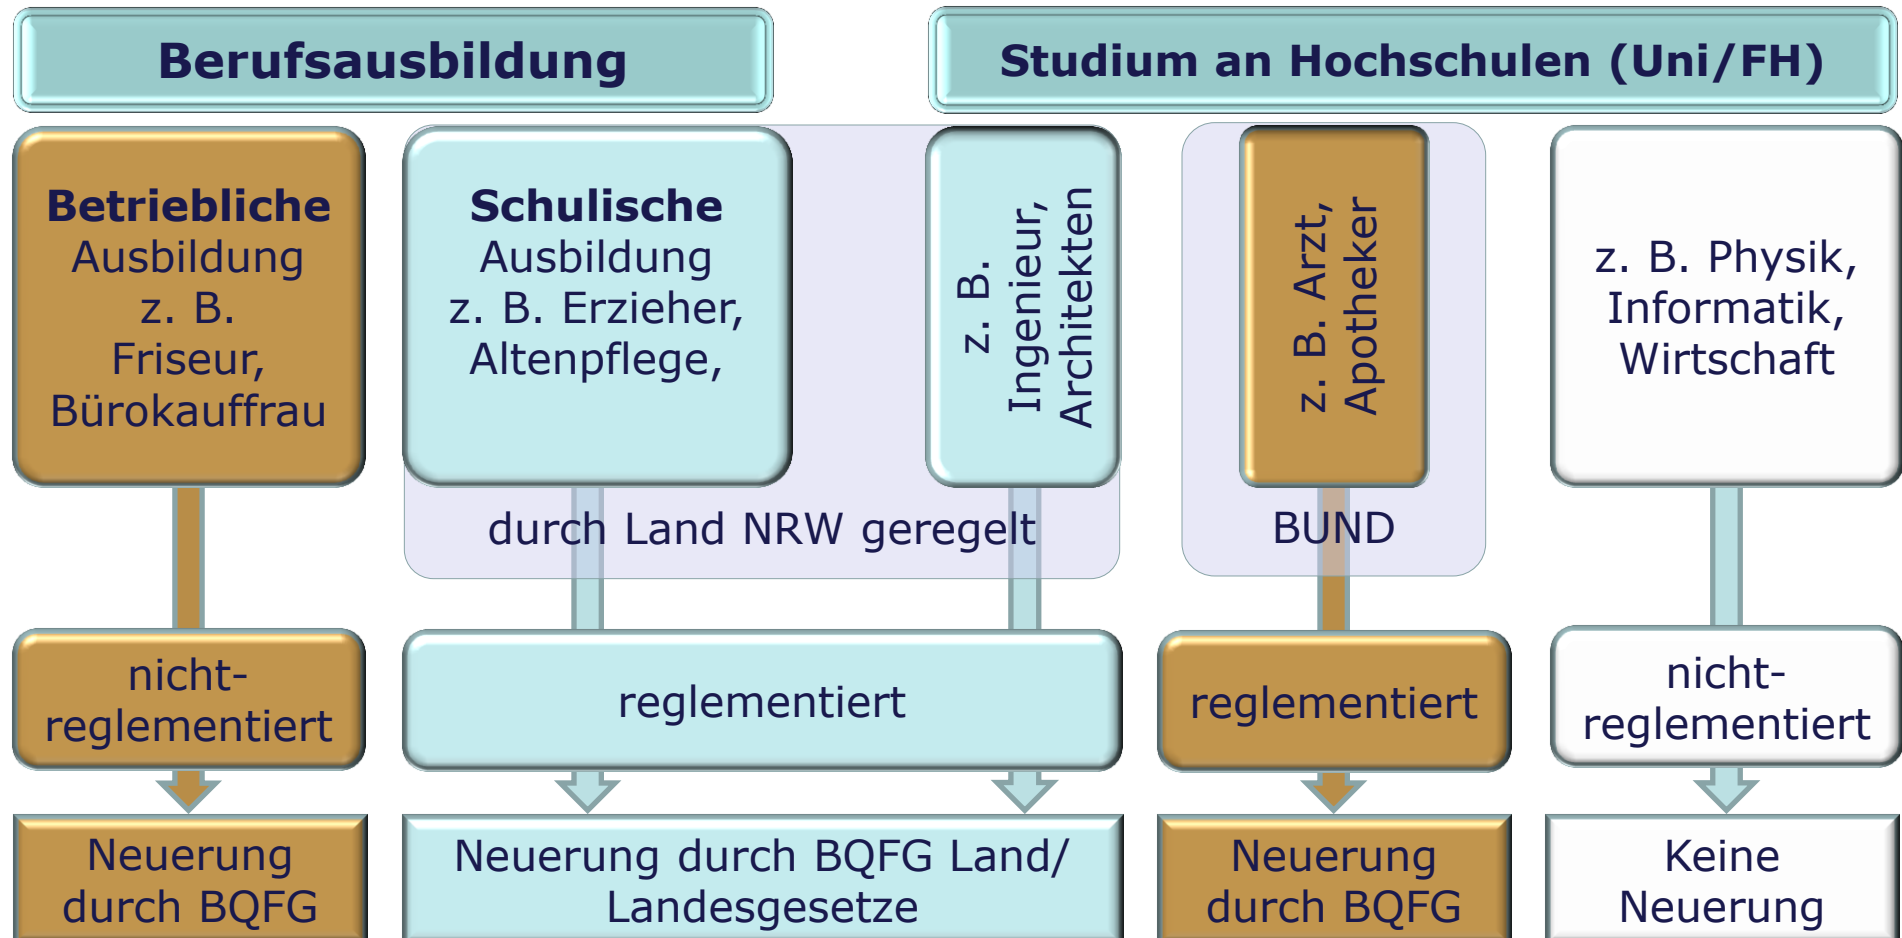 Berufsausbildung
Studium an Hochschulen (Uni/FH)
Betriebliche
Ausbildung
z. B.
Friseur,
Bürokauffrau
Schulische
Ausbildung
z. B. Erzieher,
Altenpflege,
z. B.
Ingenieur,
Architekten
z. B. Arzt,
Apotheker
z. B. Physik,
Informatik,
Wirtschaft
durch Land NRW geregelt
BUND
nicht-
reglementiert
reglementiert
reglementiert
nicht-
reglementiert
Neuerung
durch BQFG
Neuerung durch BQFG Land/
Landesgesetze
Neuerung
durch BQFG
Keine
Neuerung